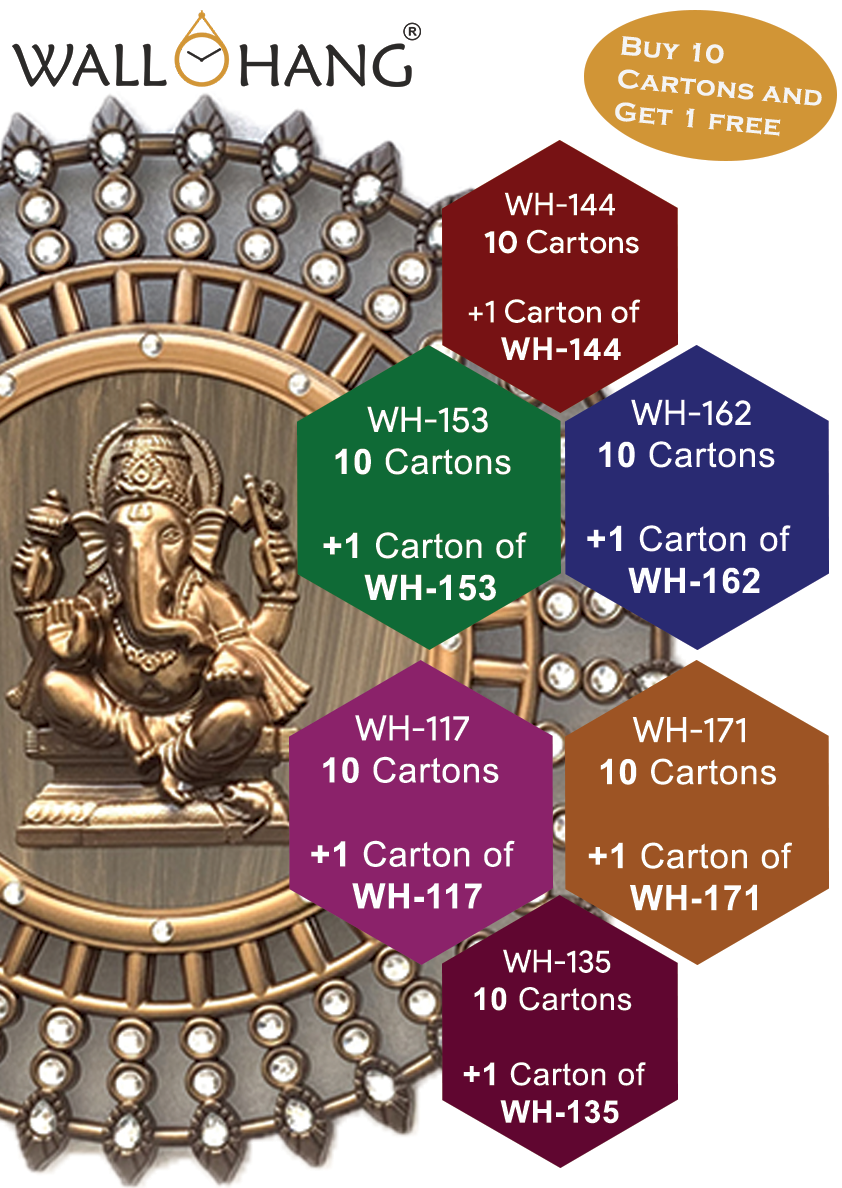 WALL HANG®
BUY 10
CARTONS AND
GET 1 FREE
WH-144
10 Cartons
+1 Carton of
WH-144
WH-153
10 Cartons
+1 Carton of
WH-153
WH-162
10 Cartons
+1 Carton of
WH-162
WH-117
10 Cartons
+1 Carton of
WH-117
WH-171
10 Cartons
+1 Carton of
WH-171
WH-135
10 Cartons
+1 Carton of
WH-135